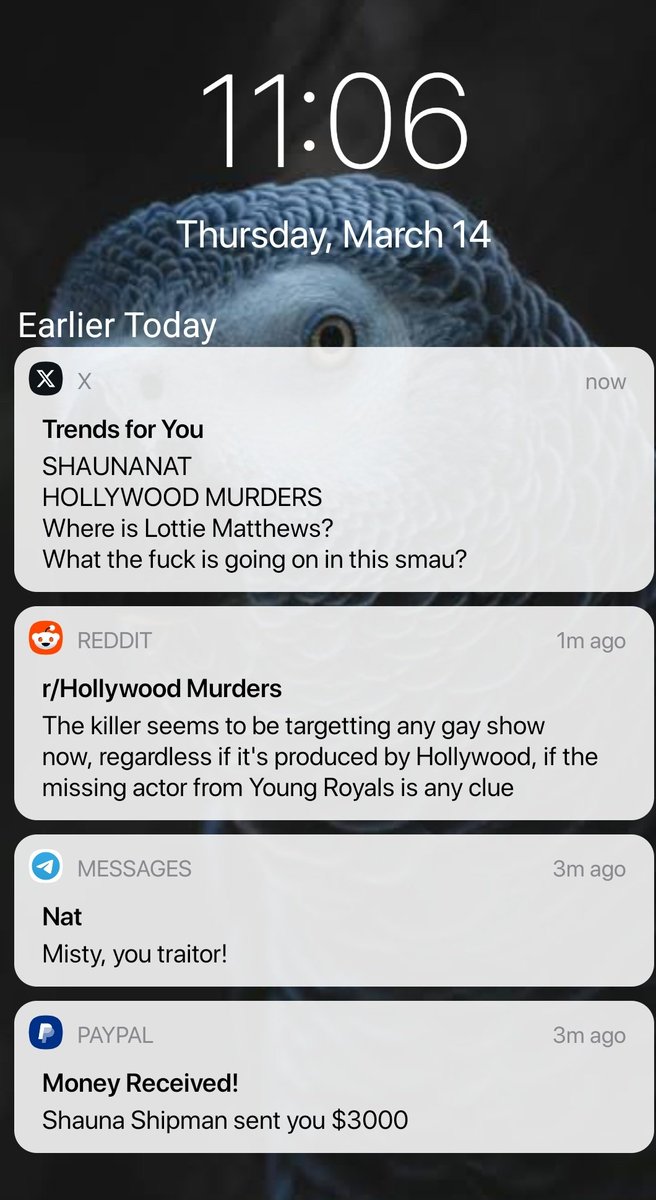 11:06
Thursday, March 14
Earlier Today
X now
Trends for You
SHAUNANAT
HOLLYWOOD MURDERS
Where is Lottie Matthews?
What the fuck is going on in this smau?
REDDIT 1m ago
r/Hollywood Murders
The killer seems to be targetting any gay show
now, regardless if it's produced by Hollywood, if the
missing actor from Young Royals is any clue
MESSAGES 3m ago
Nat
Misty, you traitor!
PAYPAL 3m ago
Money Received!
Shauna Shipman sent you $3000